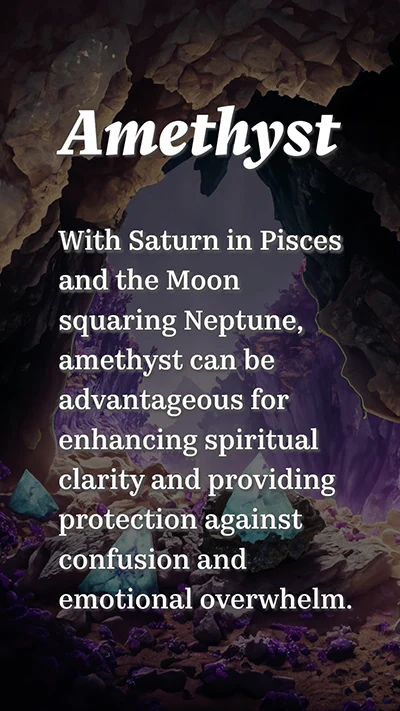 Amethyst
With Saturn in Pisces
and the Moon
squaring Neptune,
amethyst can be
advantageous for
enhancing spiritual
clarity and providing
protection against
confusion and
emotional overwhelm.